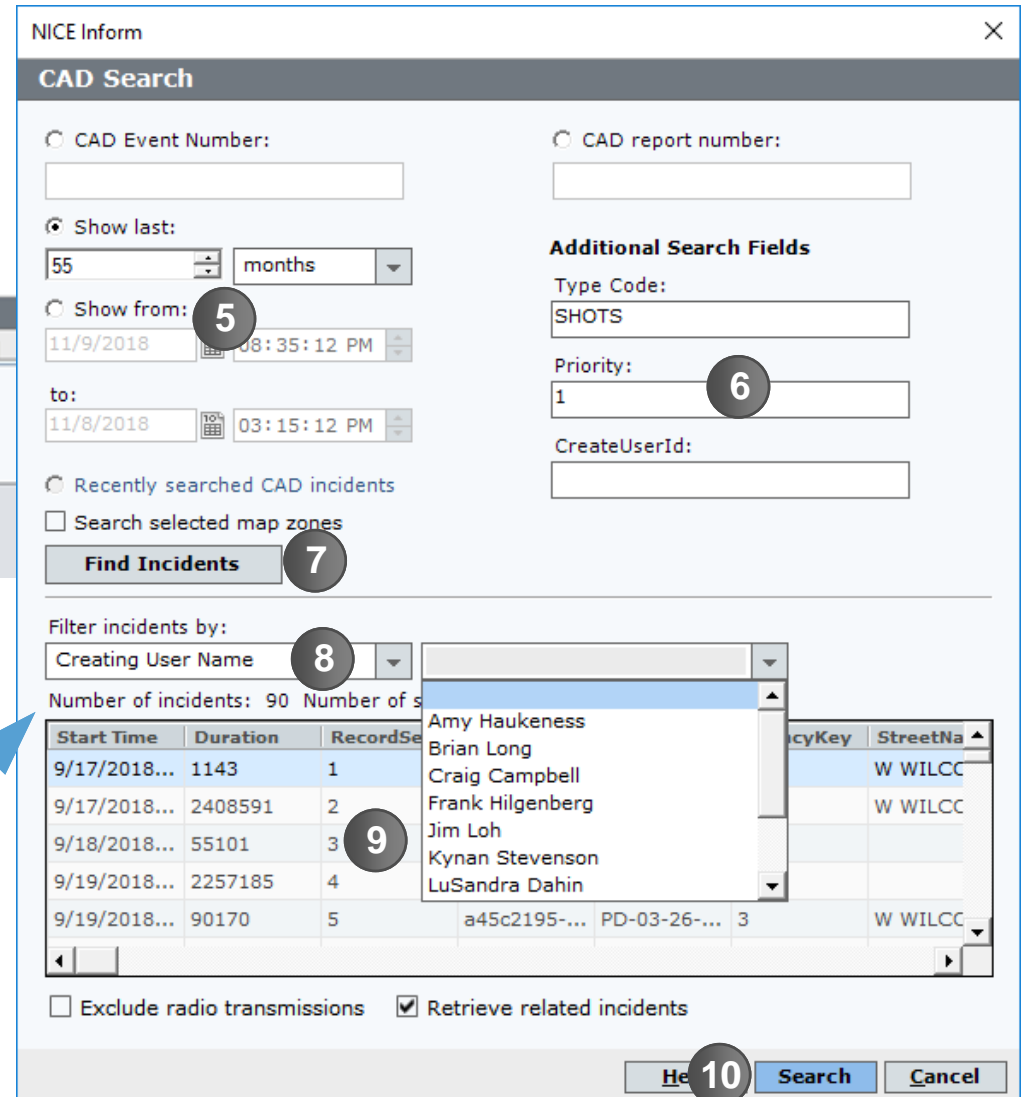 NICE Inform
CAD Search
CAD Event Number:
CAD report number:
Show last:
55 months
Additional Search Fields
Type Code:
SHOTS
Show from:
5
11/9/2018 08:35:12 PM
Priority:
1
6
to:
11/8/2018 03:15:12 PM
CreateUserId:
Recently searched CAD incidents
Search selected map zones
Find Incidents
7
Filter incidents by:
Creating User Name
8
Number of incidents: 90 Number of s
Amy Haukeness
Brian Long
Craig Campbell
Frank Hilgenberg
Jim Loh
Kynan Stevenson
LuSandra Dahin
Start Time Duration RecordSe cyKey StreetNa
9/17/2018... 1143 1 W WILCC
9/17/2018... 2408591 2 W WILCC
9/18/2018... 55101 3
9
9/19/2018... 2257185 4
9/19/2018... 90170 5 a45c2195-... PD-03-26-... 3 W WILCC
Exclude radio transmissions Retrieve related incidents
He 10 Search Cancel